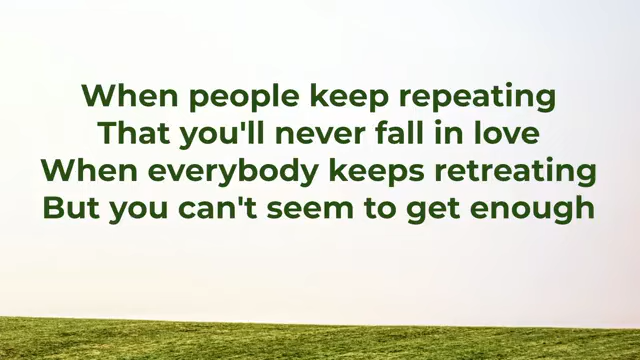 When people keep repeating
That you'll never fall in love
When everybody keeps retreating
But you can't seem to get enough